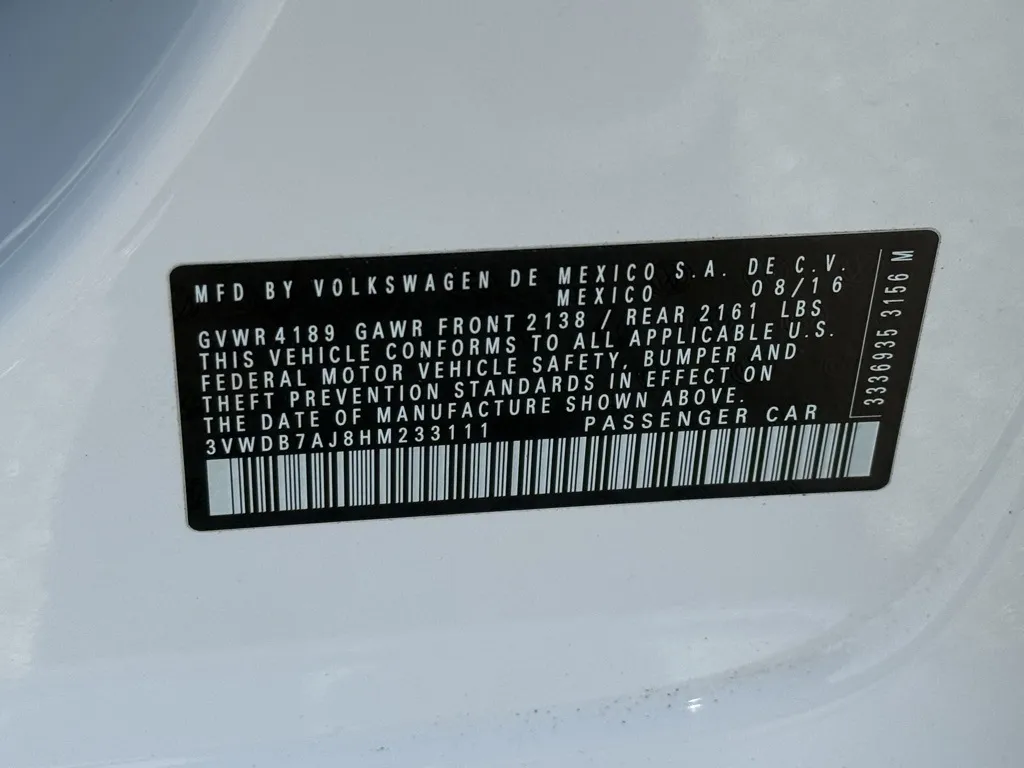 MFD BY VOLKSWAGEN DE MEXICO S.A. DE C.V.
MEXICO 08/16
GVWR 4189 GAWR FRONT 2138 / REAR 2161 LBS
THIS VEHICLE CONFORMS TO ALL APPLICABLE U.S.
FEDERAL MOTOR VEHICLE SAFETY, BUMPER AND
THEFT PREVENTION STANDARDS IN EFFECT ON
THE DATE OF MANUFACTURE SHOWN ABOVE.
3VWDB7AJ8HM233111 PASSENGER CAR
3336935 3156 M